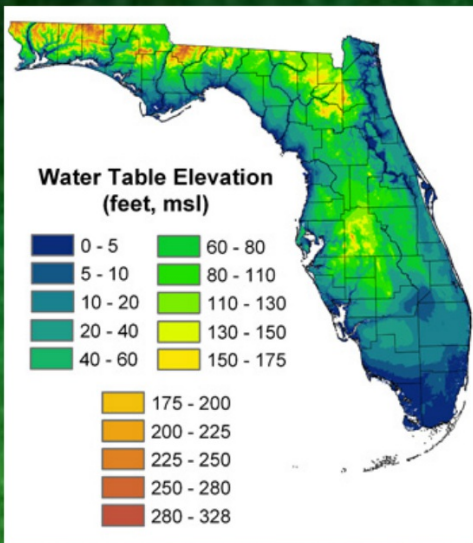 Water Table Elevation
(feet, msl)
0 - 5
5 - 10
10 - 20
20 - 40
40 - 60
60 - 80
80 - 110
110 - 130
130 - 150
150 - 175
175 - 200
200 - 225
225 - 250
250 - 280
280 - 328